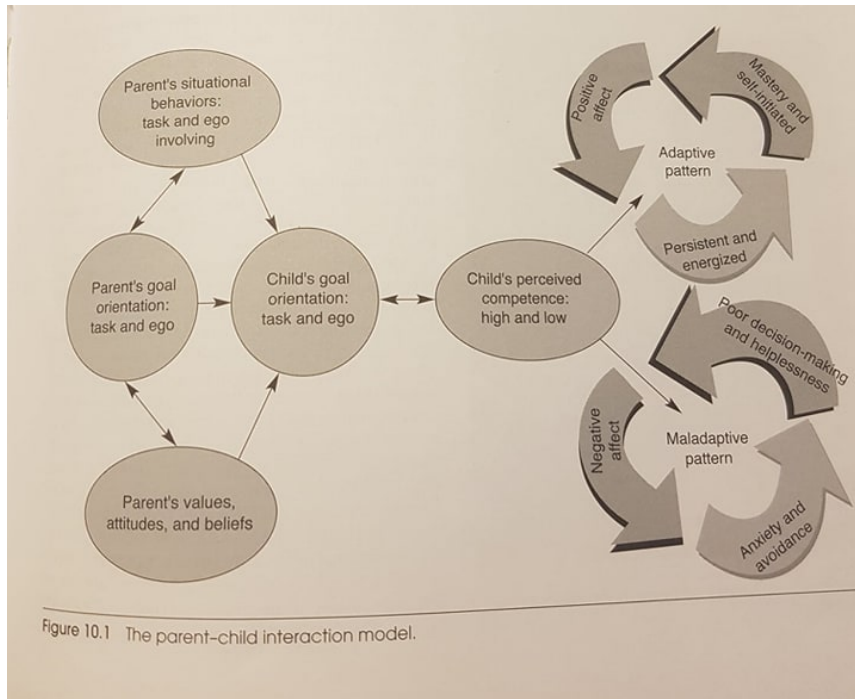 Parent's situational
behaviors:
task and ego
involving
Parent's goal
orientation:
task and ego
Child's goal
orientation:
task and ego
Parent's values,
attitudes, and beliefs
Child's perceived
competence:
high and low
Positive
affect
Mastery and
self-initiated
Adaptive
pattern
Persistent and
energized
Poor decision-making
and helplessness
Negative
affect
Maladaptive
pattern
Anxiety and
avoidance
Figure 10.1 The parent–child interaction model.